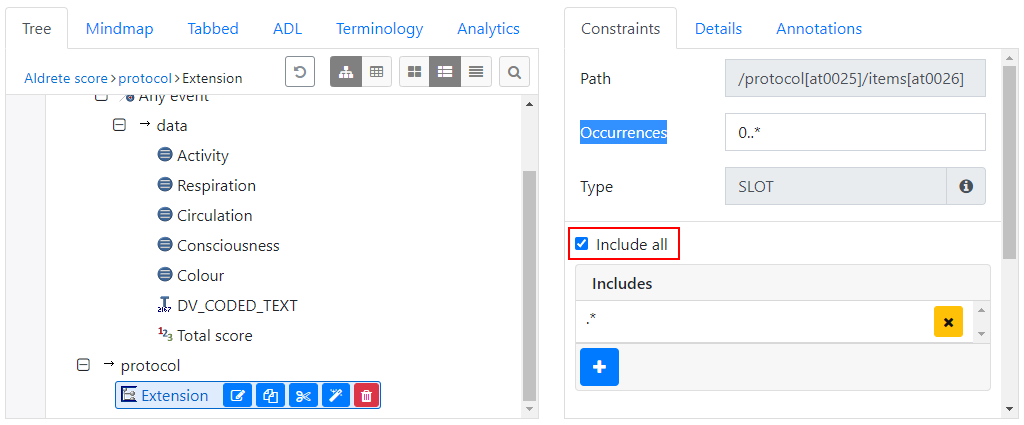 Tree Mindmap Tabbed ADL Terminology Analytics
Aldrete score›protocol›Extension
Any event
→ data
Activity
Respiration
Circulation
Consciousness
Colour
DV_CODED_TEXT
Total score
→ protocol
Extension
Constraints Details Annotations
Path /protocol[at0025]/items[at0026]
Occurrences 0..*
Type SLOT
Include all
Includes
.*